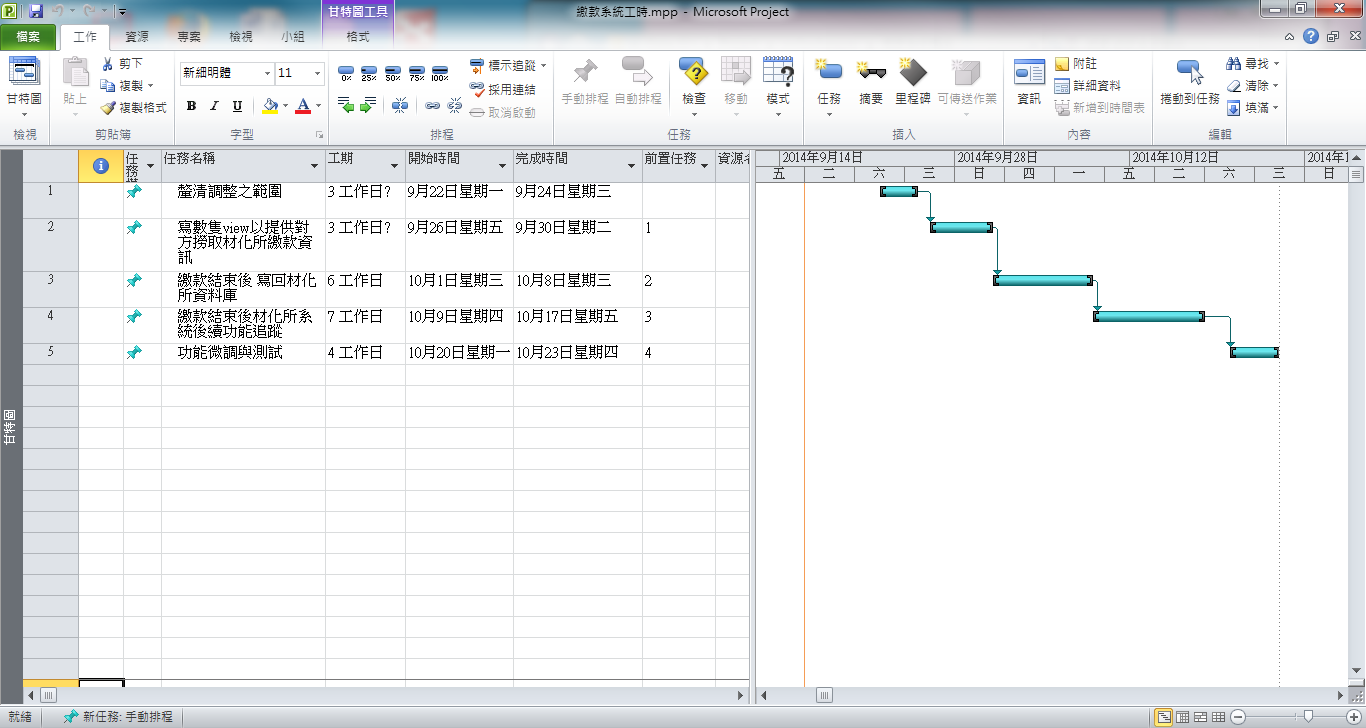 繳款系統工時.mpp - Microsoft Project
甘特圖工具
檔案 工作 資源 專案 檢視 小組 格式
甘特圖
檢視
貼上
剪下
複製
複製格式
剪貼簿
新細明體 11
B I U A
字型
0% 25% 50% 75% 100%
標示追蹤
採用連結
取消啟動
排程
手動排程 自動排程
檢查 移動 模式
任務
任務 摘要 里程碑 可傳送作業
插入
資訊
附註
詳細資料
新增到時間表
內容
捲動到任務
尋找
清除
填滿
編輯
任務模 任務名稱 工期 開始時間 完成時間 前置任務 資源名
2014年9月14日 2014年9月28日 2014年10月12日 2014年1
五 二 六 三 日 四 一 五 二 六 三 日
1 釐清調整之範圍 3 工作日? 9月22日星期一 9月24日星期三
2 寫數隻view以提供對 3 工作日? 9月26日星期五 9月30日星期二 1
方撈取材化所繳款資
訊
3 繳款結束後 寫回材化 6 工作日 10月1日星期三 10月8日星期三 2
所資料庫
4 繳款結束後材化所系 7 工作日 10月9日星期四 10月17日星期五 3
統後續功能追蹤
5 功能微調與測試 4 工作日 10月20日星期一 10月23日星期四 4
甘特圖
就緒 新任務: 手動排程